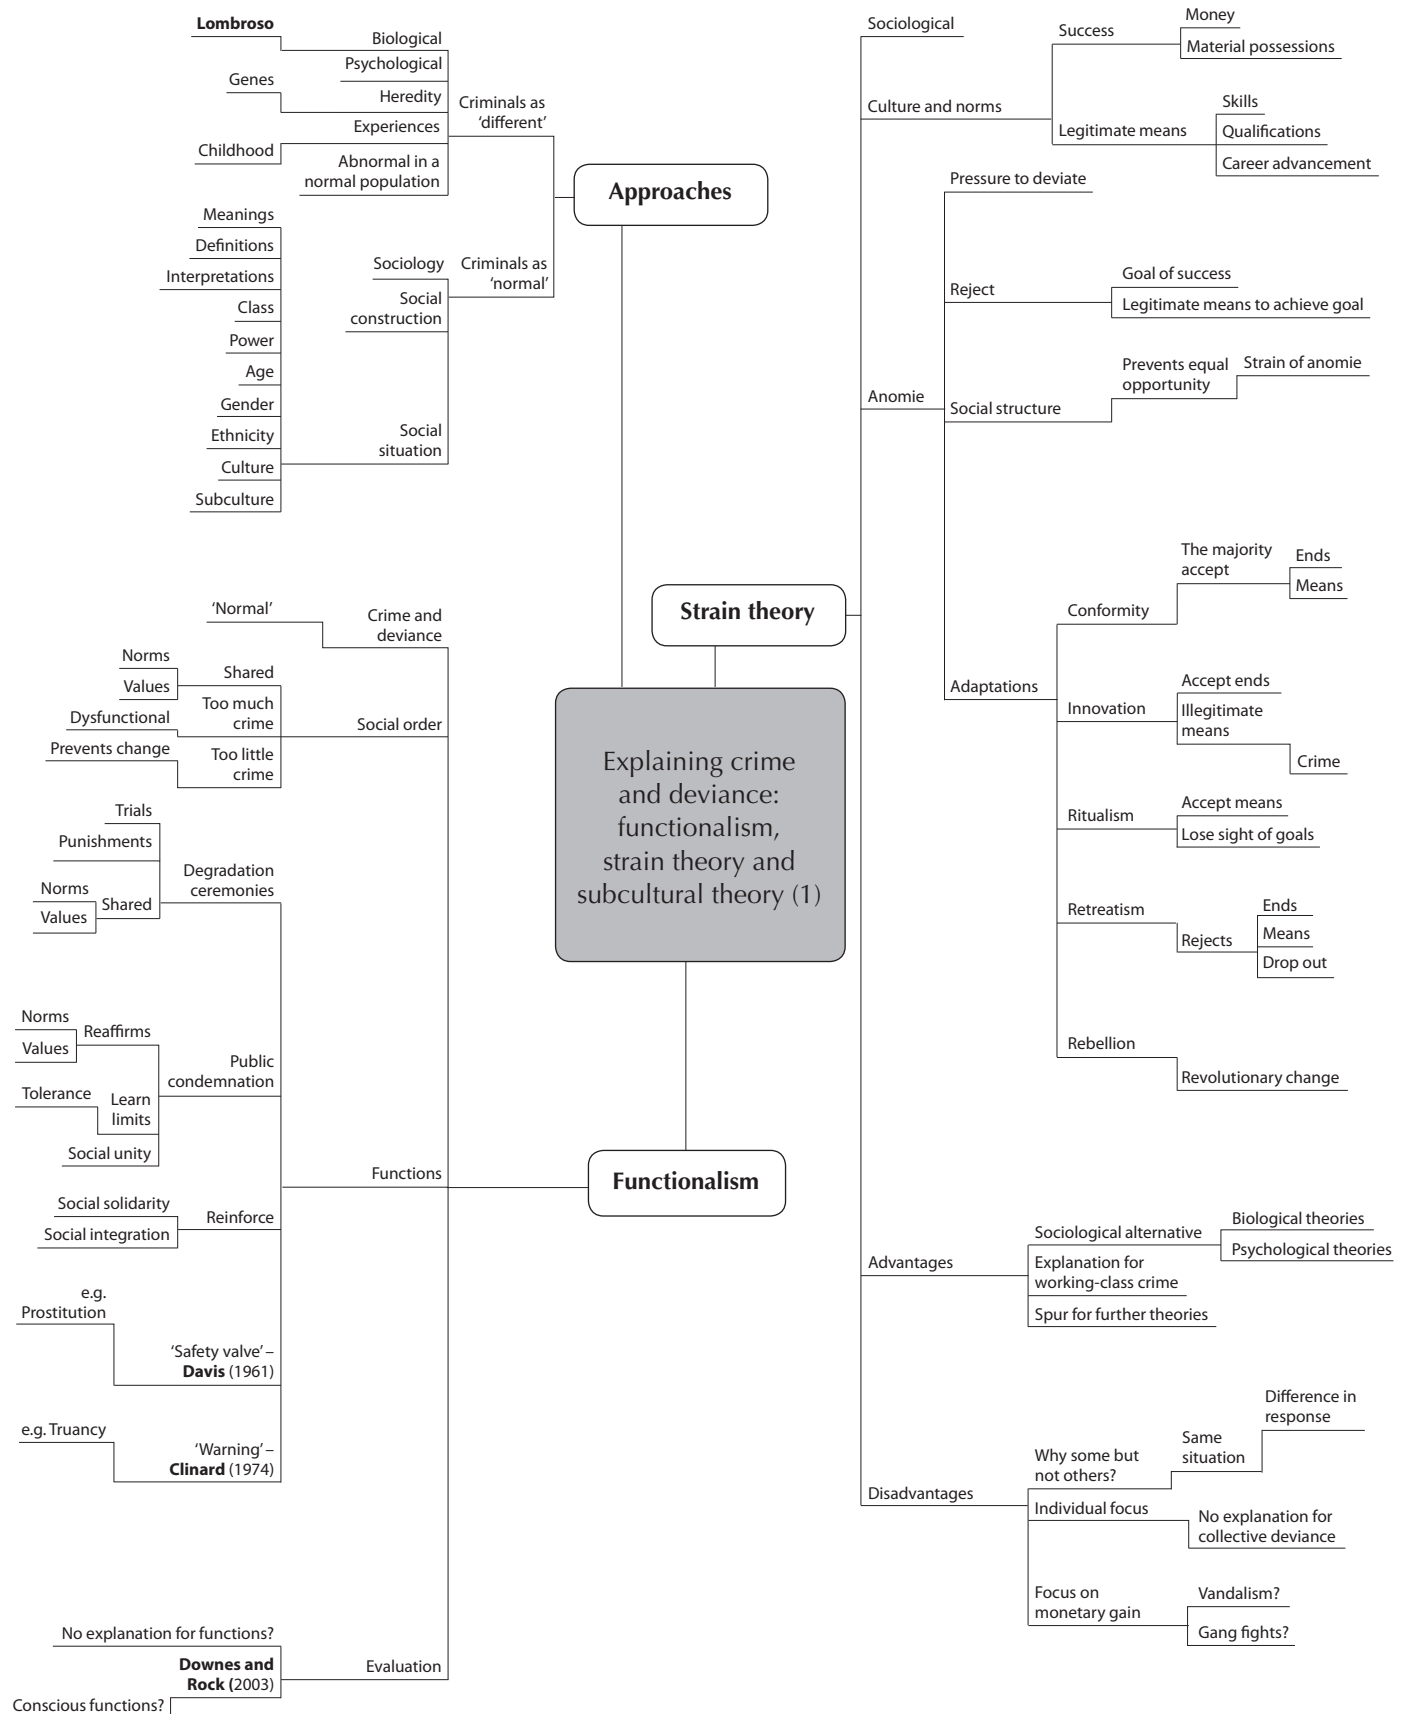 Lombroso
Biological
Psychological
Genes
Heredity
Experiences
Childhood
Abnormal in a
normal population
Criminals as
‘different’
Approaches
Meanings
Definitions
Interpretations
Class
Power
Age
Gender
Ethnicity
Culture
Subculture
Sociology
Social
construction
Social
situation
Criminals as
‘normal’
Explaining crime
and deviance:
functionalism,
strain theory and
subcultural theory (1)
Functionalism
‘Normal’
Crime and
deviance
Norms
Values
Shared
Too much
crime
Dysfunctional
Prevents change
Too little
crime
Social order
Trials
Punishments
Norms
Values
Shared
Degradation
ceremonies
Norms
Values
Reaffirms
Tolerance
Learn
limits
Social unity
Public
condemnation
Functions
Social solidarity
Social integration
Reinforce
e.g.
Prostitution
‘Safety valve’ –
Davis (1961)
e.g. Truancy
‘Warning’ –
Clinard (1974)
No explanation for functions?
Downes and
Rock (2003)
Conscious functions?
Evaluation
Strain theory
Sociological
Culture and norms
Success
Money
Material possessions
Legitimate means
Skills
Qualifications
Career advancement
Anomie
Pressure to deviate
Reject
Goal of success
Legitimate means to achieve goal
Social structure
Prevents equal
opportunity
Strain of anomie
Adaptations
Conformity
The majority
accept
Ends
Means
Innovation
Accept ends
Illegitimate
means
Crime
Ritualism
Accept means
Lose sight of goals
Retreatism
Rejects
Ends
Means
Drop out
Rebellion
Revolutionary change
Advantages
Sociological alternative
Biological theories
Psychological theories
Explanation for
working-class crime
Spur for further theories
Disadvantages
Why some but
not others?
Same
situation
Difference in
response
Individual focus
No explanation for
collective deviance
Focus on
monetary gain
Vandalism?
Gang fights?